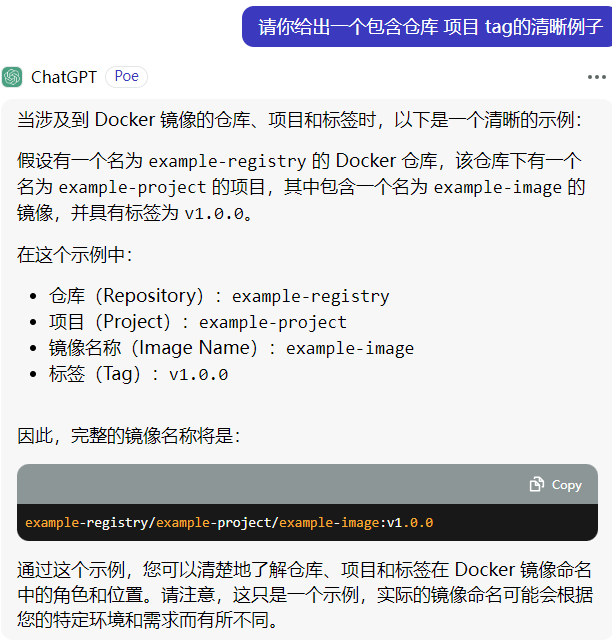 请你给出一个包含仓库 项目 tag的清晰例子
ChatGPT Poe
当涉及到 Docker 镜像的仓库、项目和标签时，以下是一个清晰的示例：
假设有一个名为 example-registry 的 Docker 仓库，该仓库下有一个
名为 example-project 的项目，其中包含一个名为 example-image 的
镜像，并具有标签为 v1.0.0。
在这个示例中：
• 仓库（Repository）：example-registry
• 项目（Project）：example-project
• 镜像名称（Image Name）：example-image
• 标签（Tag）：v1.0.0
因此，完整的镜像名称将是：
Copy
example-registry/example-project/example-image:v1.0.0
通过这个示例，您可以清楚地了解仓库、项目和标签在 Docker 镜像命名
中的角色和位置。请注意，这只是一个示例，实际的镜像命名可能会根据
您的特定环境和需求而有所不同。